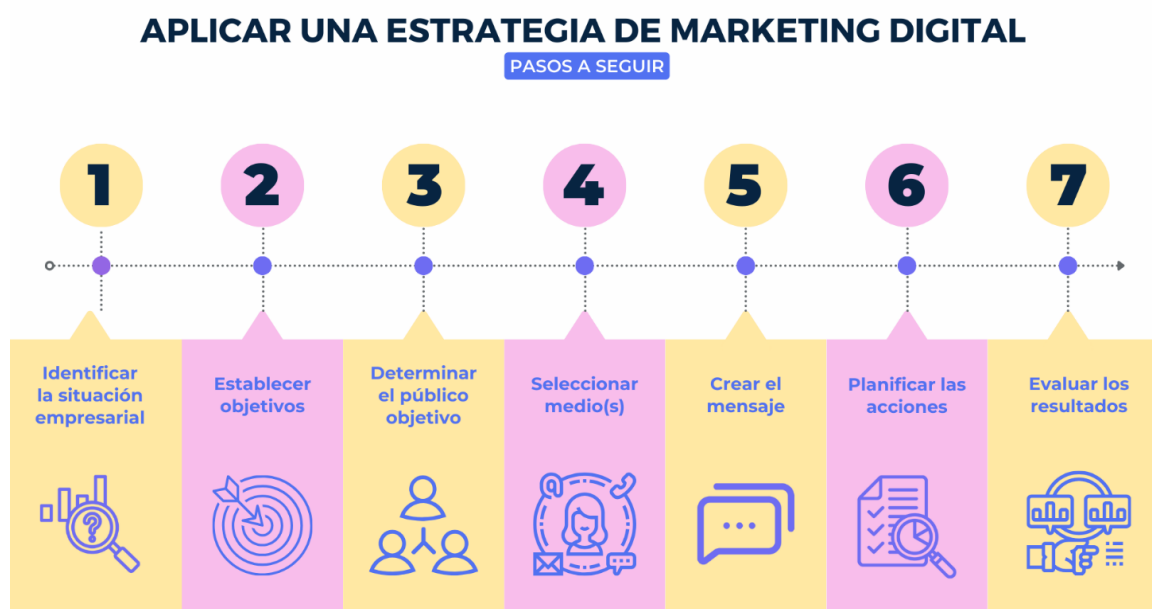 APLICAR UNA ESTRATEGIA DE MARKETING DIGITAL
PASOS A SEGUIR
1
2
3
4
5
6
7
Identificar
la situación
empresarial
Establecer
objetivos
Determinar
el público
objetivo
Seleccionar
medio(s)
Crear el
mensaje
Planificar las
acciones
Evaluar los
resultados